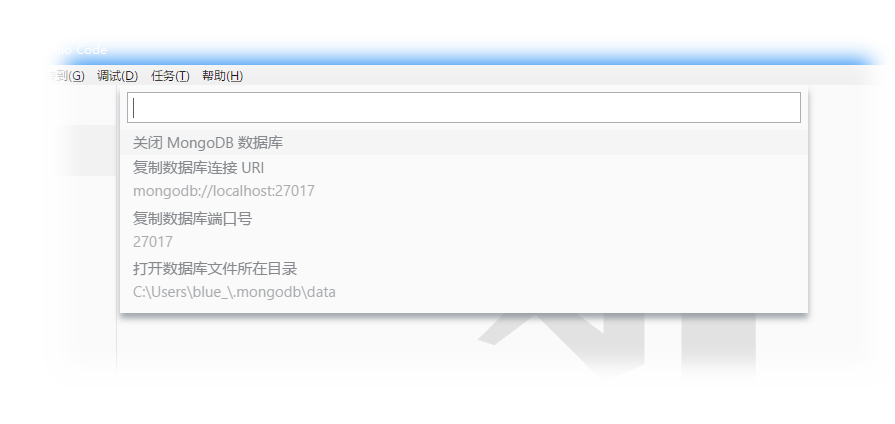 Code
到(G) 调试(D) 任务(T) 帮助(H)
关闭 MongoDB 数据库
复制数据库连接 URI
mongodb://localhost:27017
复制数据库端口号
27017
打开数据库文件所在目录
C:\Users\blue_\.mongodb\data